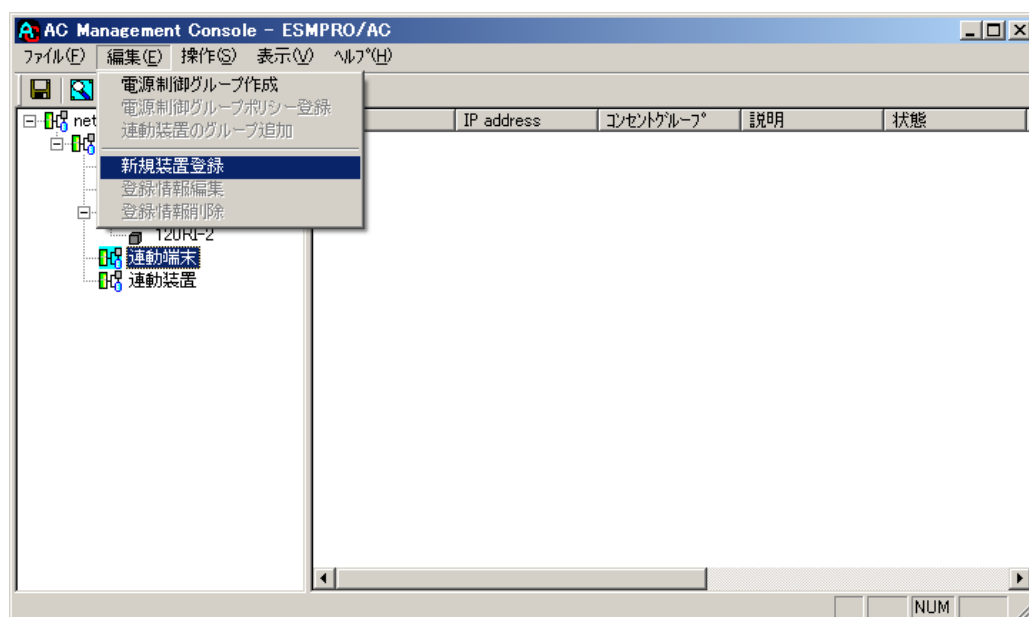 AC Management Console - ESMPRO/AC
ファイル(F) 編集(E) 操作(S) 表示(V) ヘルプ(H)
電源制御グループ作成
電源制御グループポリシー登録
連動装置のグループ追加
新規装置登録
登録情報編集
登録情報削除
IP address コンセントグループ 説明 状態
net
120Ri-2
連動端末
連動装置
NUM